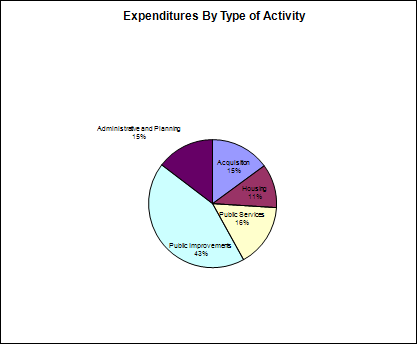 Expenditures By Type of Activity
Administrative and Planning
15%
Acquisition
15%
Housing
11%
Public Services
16%
Public Improvements
43%